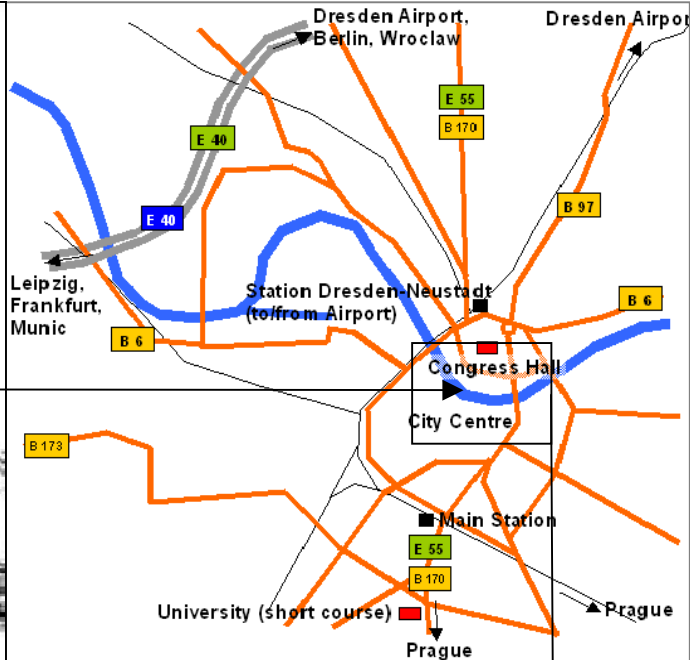 Dresden Airport,
Berlin, Wroclaw
Dresden Airpor
E 55
B 170
E 40
B 97
E 40
Leipzig,
Frankfurt,
Munic
Station Dresden-Neustadt
(to/from Airport)
B 6
B 6
Congress Hall
City Centre
B 173
Main Station
E 55
B 170
University (short course)
Prague
Prague